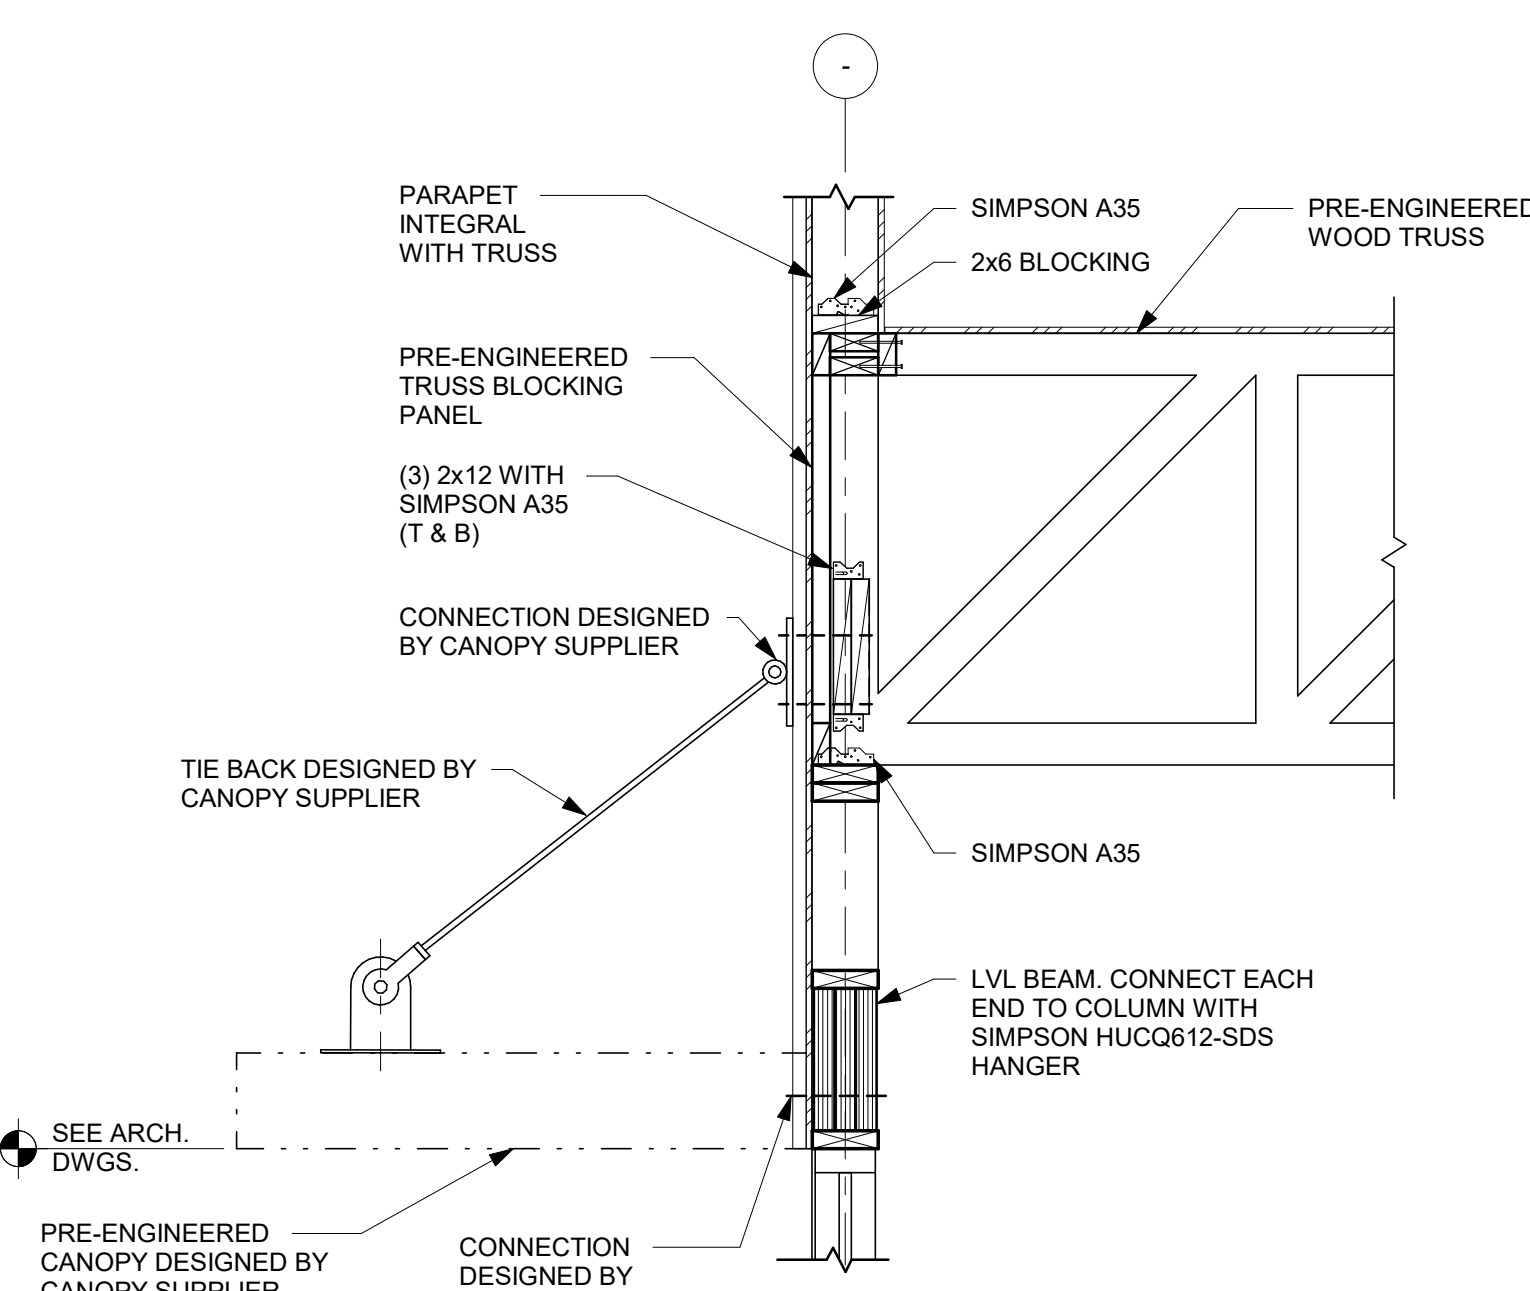 -
PARAPET
INTEGRAL
WITH TRUSS
SIMPSON A35
2x6 BLOCKING
PRE-ENGINEERED
WOOD TRUSS
PRE-ENGINEERED
TRUSS BLOCKING
PANEL
(3) 2x12 WITH
SIMPSON A35
(T & B)
CONNECTION DESIGNED
BY CANOPY SUPPLIER
TIE BACK DESIGNED BY
CANOPY SUPPLIER
SIMPSON A35
LVL BEAM. CONNECT EACH
END TO COLUMN WITH
SIMPSON HUCQ612-SDS
HANGER
SEE ARCH.
DWGS.
PRE-ENGINEERED
CANOPY DESIGNED BY
CANOPY SUPPLIER
CONNECTION
DESIGNED BY